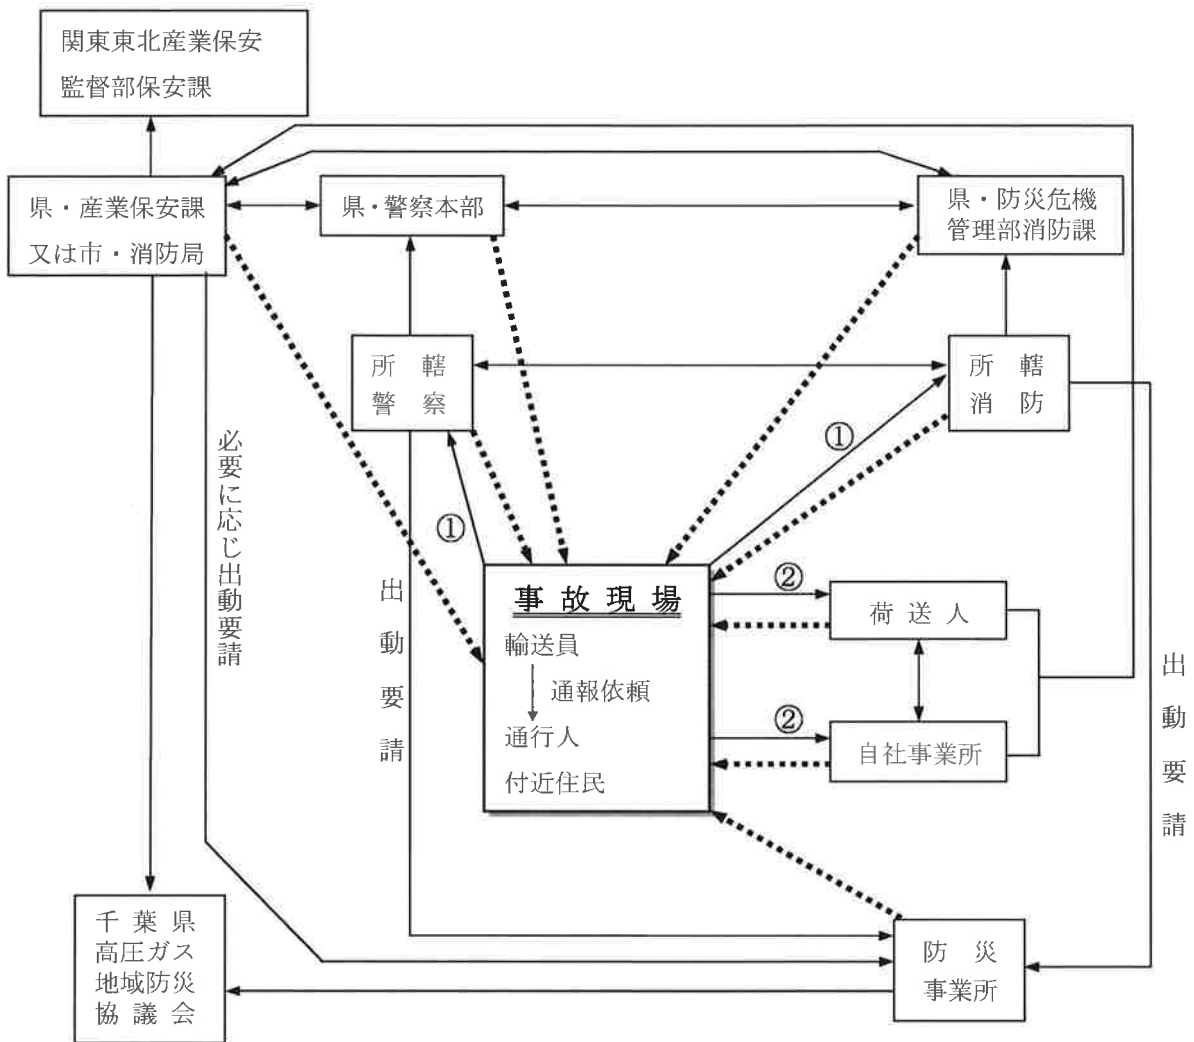 関東東北産業保安
監督部保安課
県・産業保安課
又は市・消防局
県・警察本部
県・防災危機
管理部消防課
所轄
警察
所轄
消防
①
①
必要に応じ出動要請
出動要請
事故現場
輸送員
通報依頼
通行人
付近住民
②
荷送人
②
自社事業所
出動要請
千葉県
高圧ガス
地域防災
協議会
防災
事業所